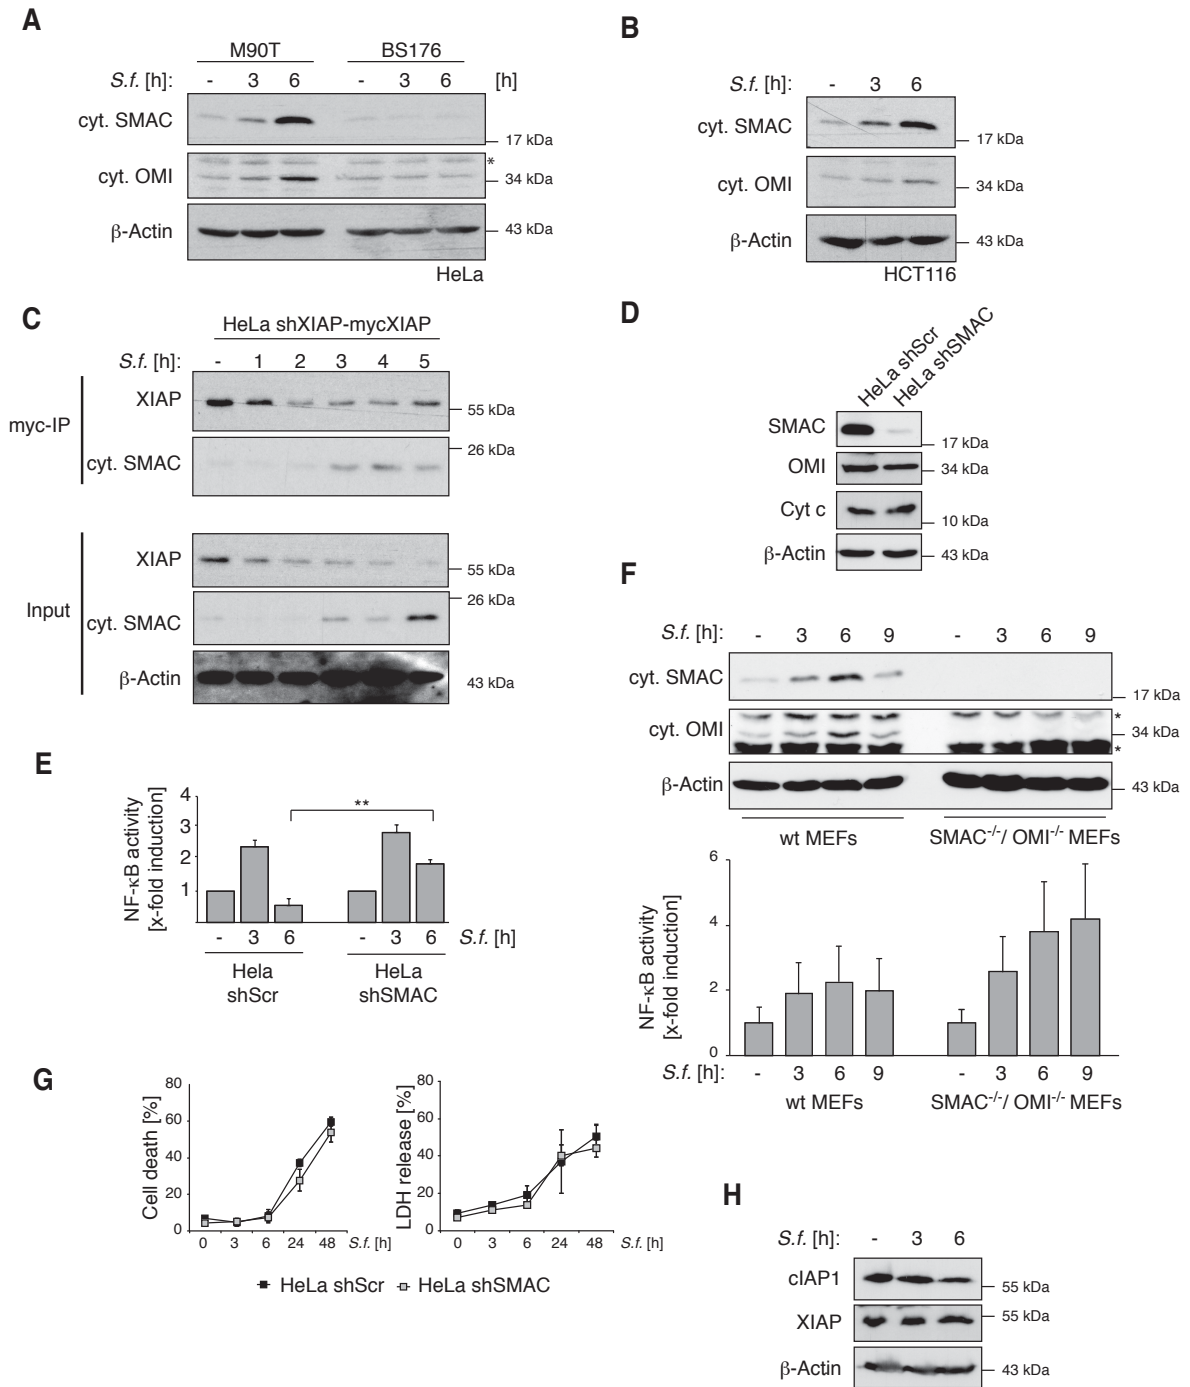 A
M90T BS176
S.f. [h]: - 3 6 - 3 6 [h]
cyt. SMAC
17 kDa
*
cyt. OMI
34 kDa
β-Actin
43 kDa
HeLa
B
S.f. [h]: - 3 6
cyt. SMAC
17 kDa
cyt. OMI
34 kDa
β-Actin
43 kDa
HCT116
C
HeLa shXIAP-mycXIAP
S.f. [h]: - 1 2 3 4 5
myc-IP
XIAP
55 kDa
26 kDa
cyt. SMAC
Input
XIAP
55 kDa
26 kDa
cyt. SMAC
β-Actin
43 kDa
D
HeLa shScr
HeLa shSMAC
SMAC
17 kDa
OMI
34 kDa
Cyt c
10 kDa
β-Actin
43 kDa
E
NF-κB activity
[x-fold induction]
4
3
2
1
**
- 3 6 - 3 6 S.f. [h]
Hela
shScr
HeLa
shSMAC
F
S.f. [h]: - 3 6 9 - 3 6 9
cyt. SMAC
17 kDa
cyt. OMI
*
34 kDa
*
β-Actin
43 kDa
wt MEFs SMAC-/-/ OMI-/- MEFs
NF-κB activity
[x-fold induction]
6
4
2
0
S.f. [h]: - 3 6 9 - 3 6 9
wt MEFs SMAC-/-/ OMI-/- MEFs
G
Cell death [%]
80
60
40
20
0
0 3 6 24 48 S.f. [h]
LDH release [%]
80
60
40
20
0
0 3 6 24 48 S.f. [h]
HeLa shScr HeLa shSMAC
H
S.f. [h]: - 3 6
cIAP1
55 kDa
XIAP
55 kDa
β-Actin
43 kDa